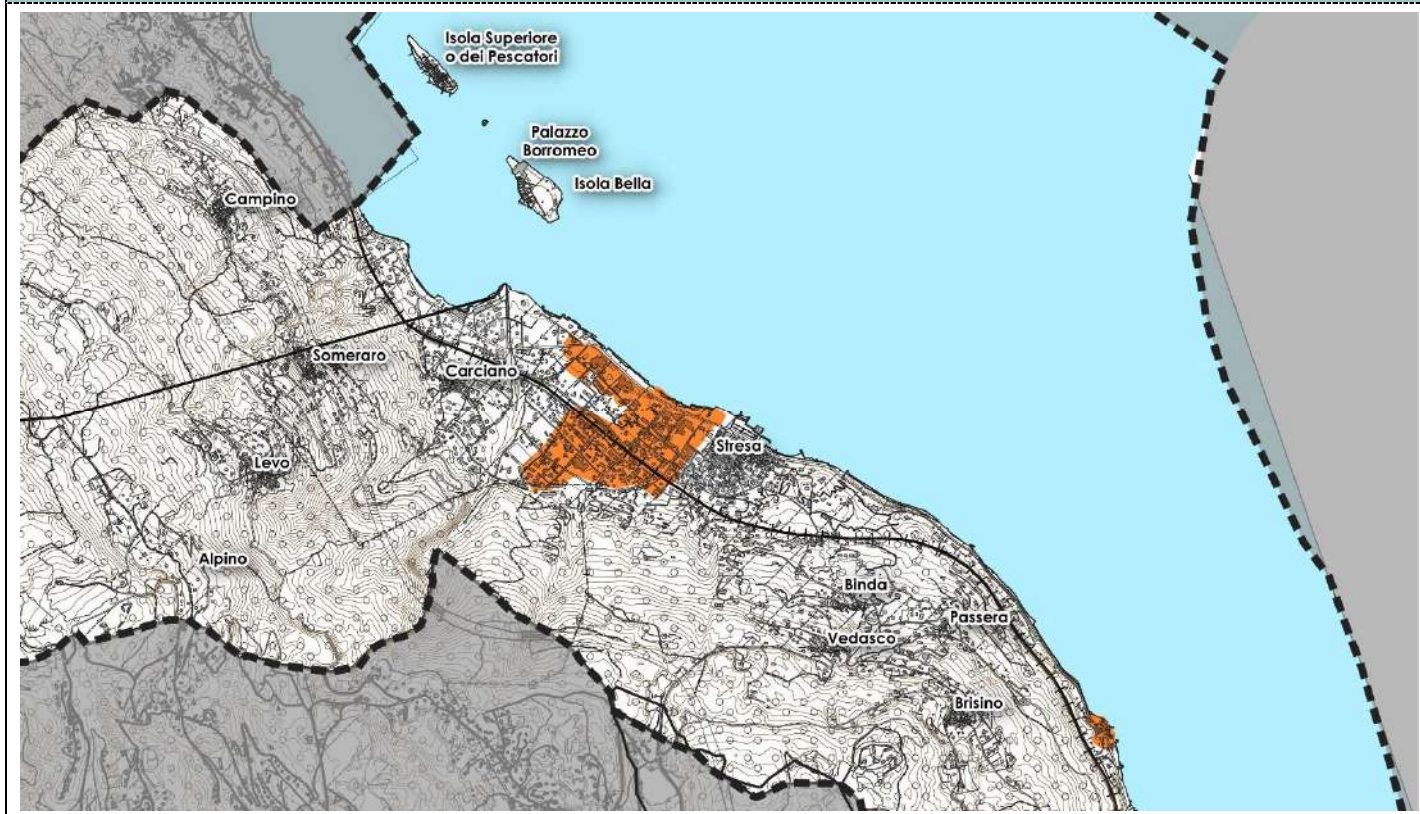 Isola Superiore
o dei Pescatori
Palazzo
Borromeo
Isola Bella
Campino
Someraro
Carciano
Stresa
Levo
Alpino
Binda
Passera
Vedasco
Brisino